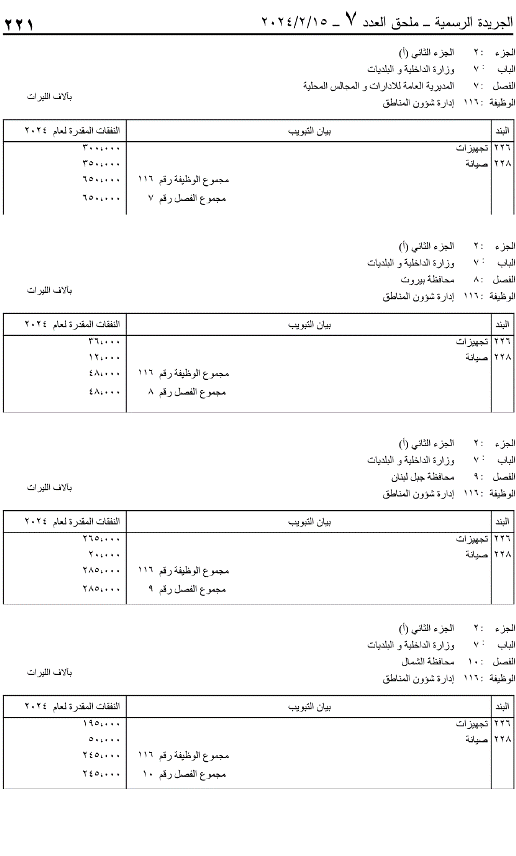 الجريدة الرسمية – ملحق العدد ٧ – ٢٠٢٤/٢/١٥ ٢٢١
الجزء : ٢ الجزء الثاني (أ)
الباب : ٧ وزارة الداخلية و البلديات
الفصل : ٧ المديرية العامة للادارات و المجالس المحلية
الوظيفة : ١١٦ إدارة شؤون المناطق
بآلاف الليرات
البند بيان التبويب النفقات المقدرة لعام ٢٠٢٤
٢٢٦ تجهيزات ٣٠٠,٠٠٠
٢٢٨ صيانة ٣٥٠,٠٠٠
مجموع الوظيفة رقم ١١٦ ٦٥٠,٠٠٠
مجموع الفصل رقم ٧ ٦٥٠,٠٠٠
الجزء : ٢ الجزء الثاني (أ)
الباب : ٧ وزارة الداخلية و البلديات
الفصل : ٨ محافظة بيروت
الوظيفة : ١١٦ إدارة شؤون المناطق
بآلاف الليرات
البند بيان التبويب النفقات المقدرة لعام ٢٠٢٤
٢٢٦ تجهيزات ٣٦,٠٠٠
٢٢٨ صيانة ١٢,٠٠٠
مجموع الوظيفة رقم ١١٦ ٤٨,٠٠٠
مجموع الفصل رقم ٨ ٤٨,٠٠٠
الجزء : ٢ الجزء الثاني (أ)
الباب : ٧ وزارة الداخلية و البلديات
الفصل : ٩ محافظة جبل لبنان
الوظيفة : ١١٦ إدارة شؤون المناطق
بآلاف الليرات
البند بيان التبويب النفقات المقدرة لعام ٢٠٢٤
٢٢٦ تجهيزات ٢٦٥,٠٠٠
٢٢٨ صيانة ٢٠,٠٠٠
مجموع الوظيفة رقم ١١٦ ٢٨٥,٠٠٠
مجموع الفصل رقم ٩ ٢٨٥,٠٠٠
الجزء : ٢ الجزء الثاني (أ)
الباب : ٧ وزارة الداخلية و البلديات
الفصل : ١٠ محافظة الشمال
الوظيفة : ١١٦ إدارة شؤون المناطق
بآلاف الليرات
البند بيان التبويب النفقات المقدرة لعام ٢٠٢٤
٢٢٦ تجهيزات ١٩٥,٠٠٠
٢٢٨ صيانة ٥٠,٠٠٠
مجموع الوظيفة رقم ١١٦ ٢٤٥,٠٠٠
مجموع الفصل رقم ١٠ ٢٤٥,٠٠٠